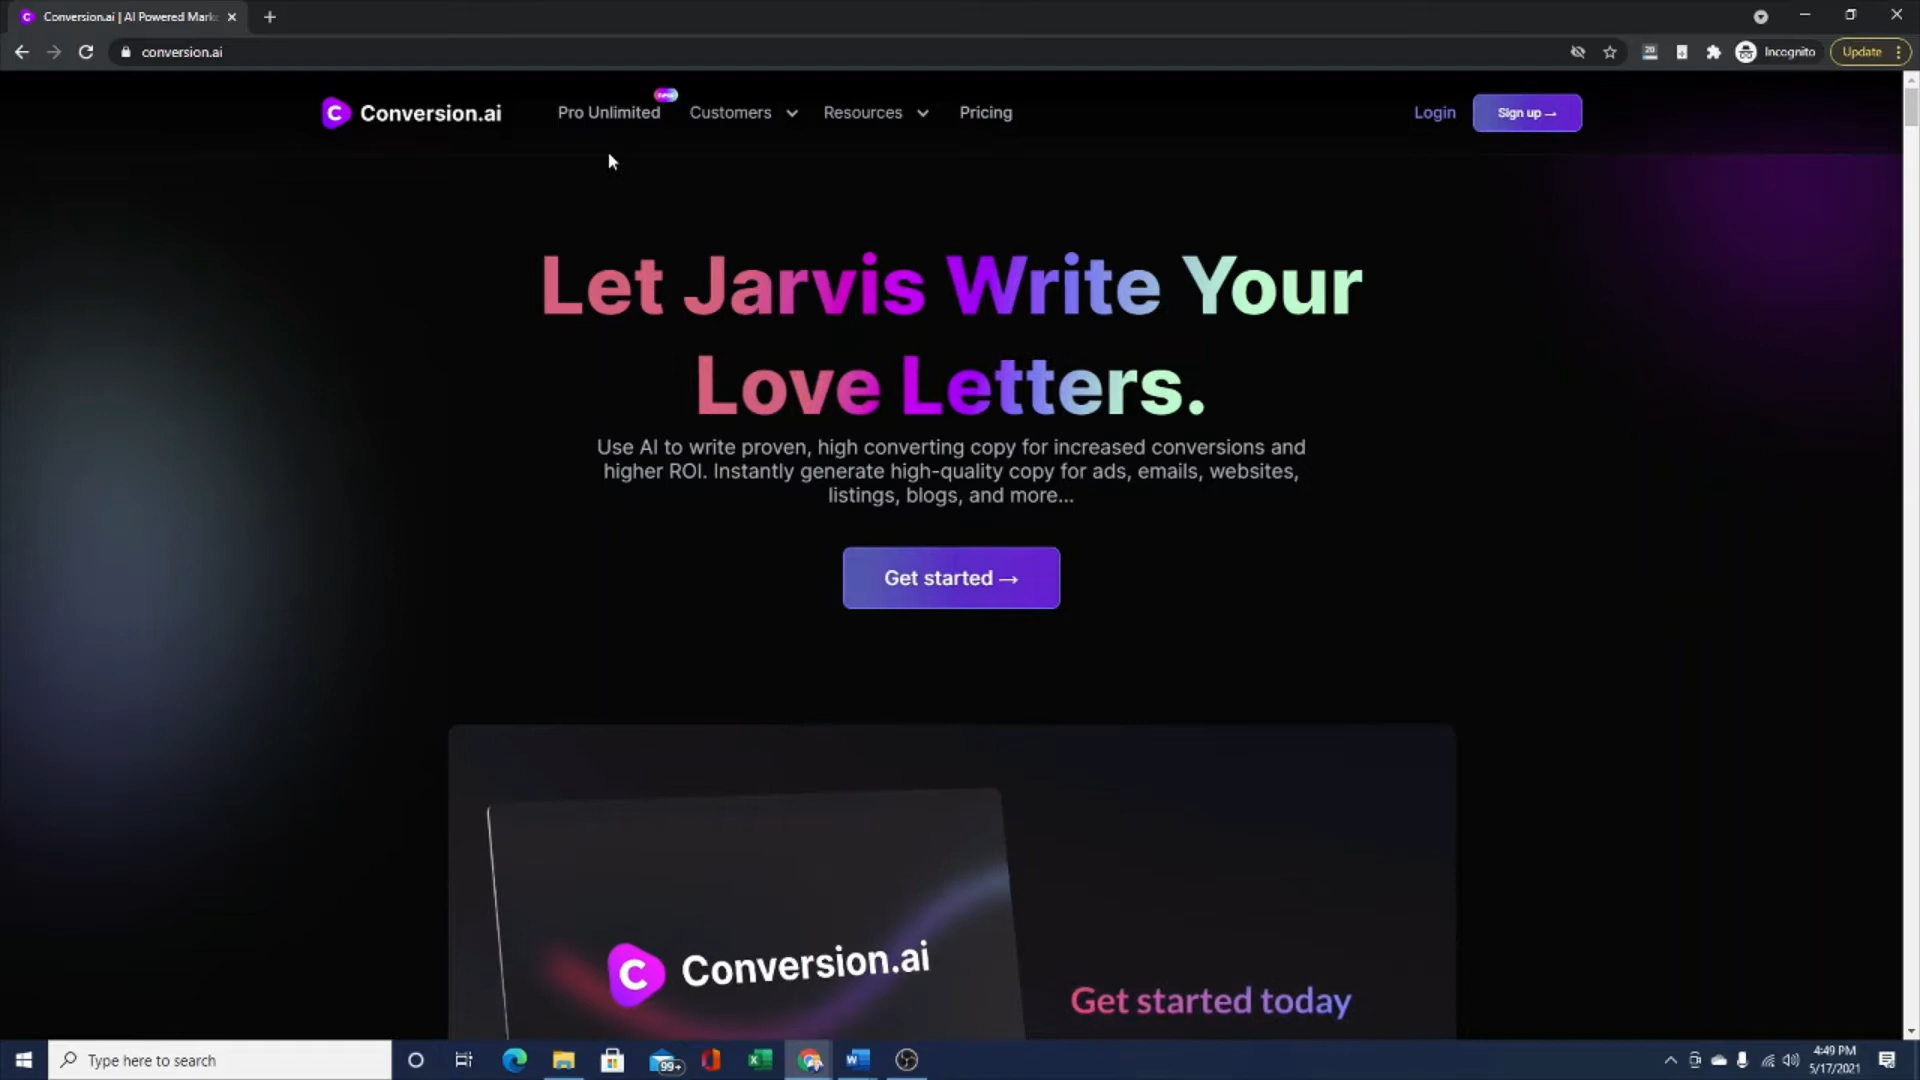 Conversion.ai | AI Powered Mark
conversion.ai
20
Incognito
Update
Conversion.ai
Pro Unlimited
Customers
Resources
Pricing
Login
Sign up →
Let Jarvis Write Your
Love Letters.
Use AI to write proven, high converting copy for increased conversions and
higher ROI. Instantly generate high-quality copy for ads, emails, websites,
listings, blogs, and more...
Get started →
Conversion.ai
Get started today
Type here to search
99+
4:49 PM
5/17/2021